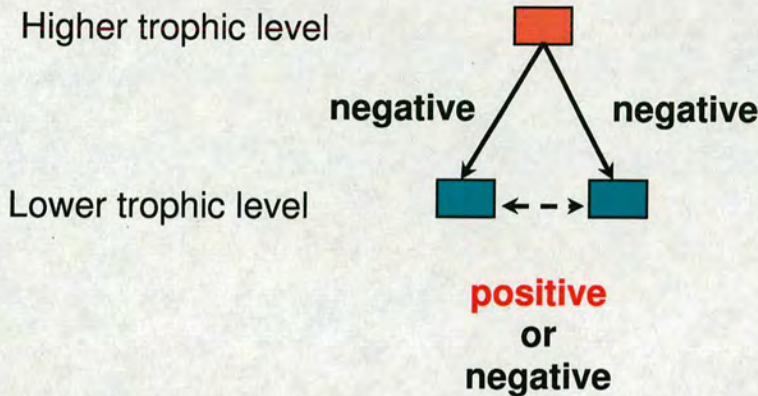 Higher trophic level
negative
negative
Lower trophic level
positive
or
negative